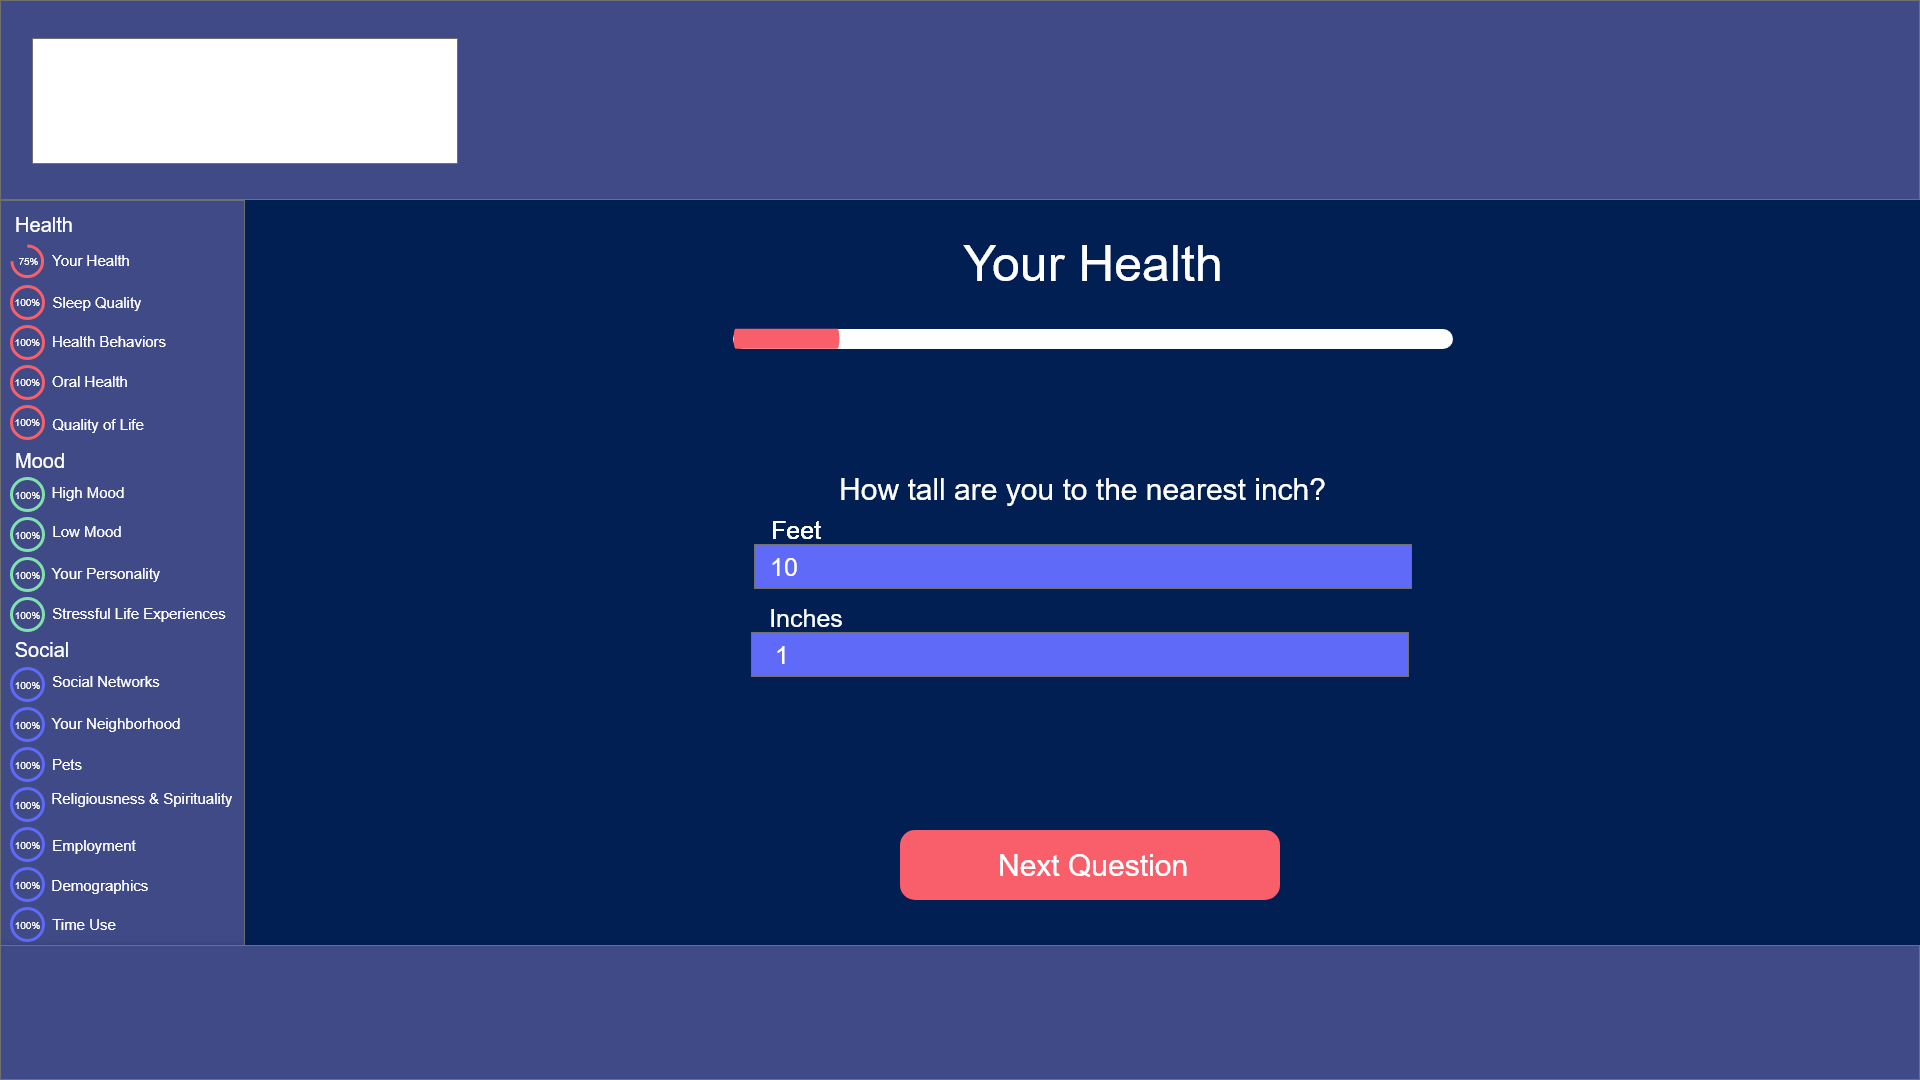 Health
75% Your Health
100% Sleep Quality
100% Health Behaviors
100% Oral Health
100% Quality of Life
Mood
100% High Mood
100% Low Mood
100% Your Personality
100% Stressful Life Experiences
Social
100% Social Networks
100% Your Neighborhood
100% Pets
100% Religiousness & Spirituality
100% Employment
100% Demographics
100% Time Use
Your Health
How tall are you to the nearest inch?
Feet
10
Inches
1
Next Question